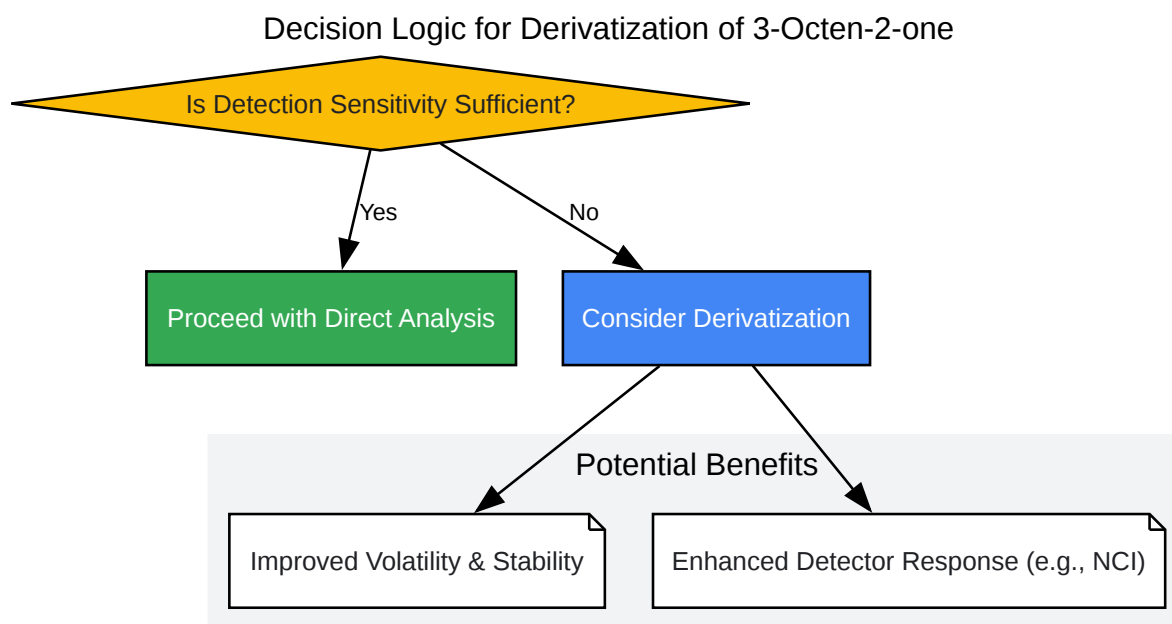 Decision Logic for Derivatization of 3-Octen-2-one
Is Detection Sensitivity Sufficient?
Yes
No
Proceed with Direct Analysis
Consider Derivatization
Potential Benefits
Improved Volatility & Stability
Enhanced Detector Response (e.g., NCI)